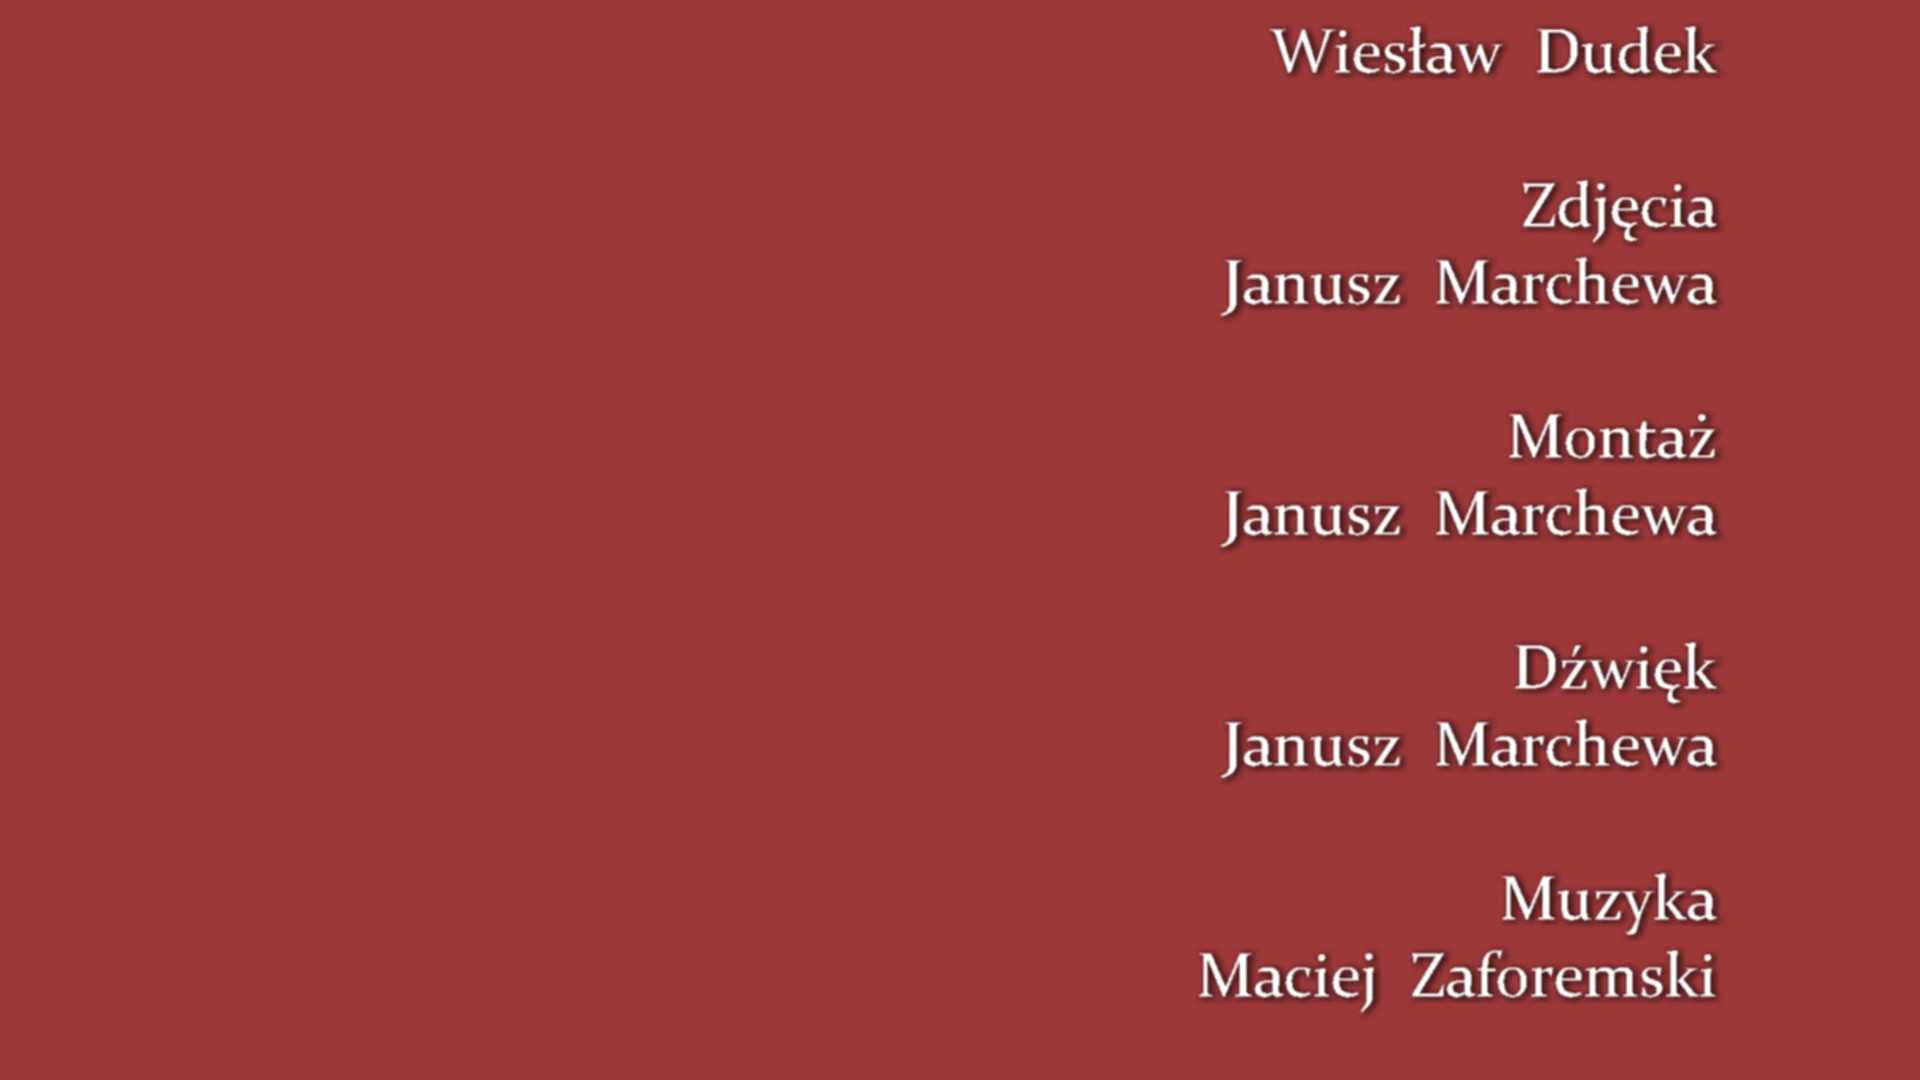 Wiesław Dudek
Zdjęcia
Janusz Marchewa
Montaż
Janusz Marchewa
Dźwięk
Janusz Marchewa
Muzyka
Maciej Zaforemski